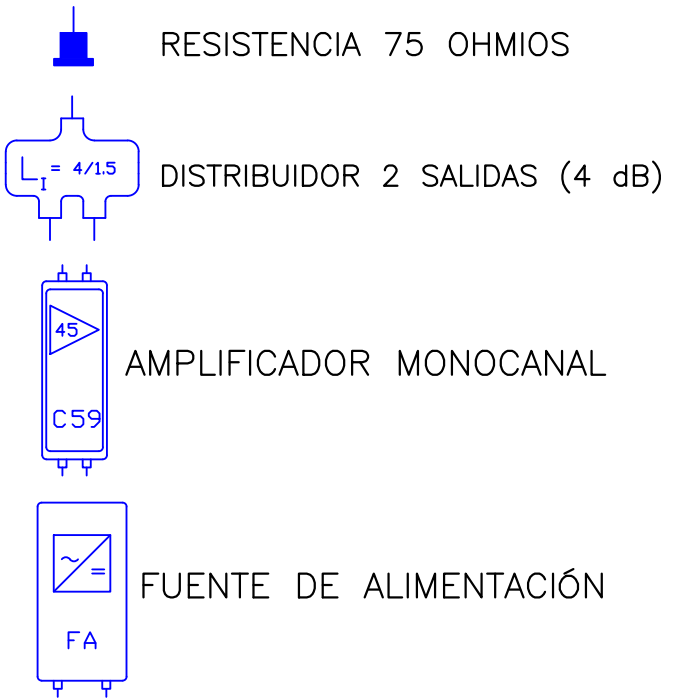 RESISTENCIA 75 OHMIOS
L_I = 4/1.5
DISTRIBUIDOR 2 SALIDAS (4 dB)
45
AMPLIFICADOR MONOCANAL
C59
~
=
FUENTE DE ALIMENTACIÓN
FA